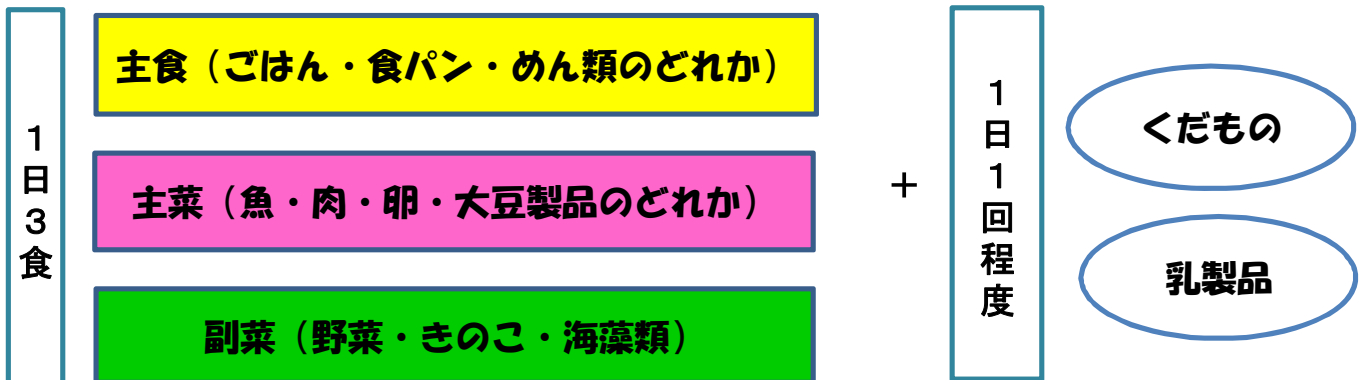 1日3食
主食（ごはん・食パン・めん類のどれか）
主菜（魚・肉・卵・大豆製品のどれか）
副菜（野菜・きのこ・海藻類）
＋
1日1回程度
くだもの
乳製品